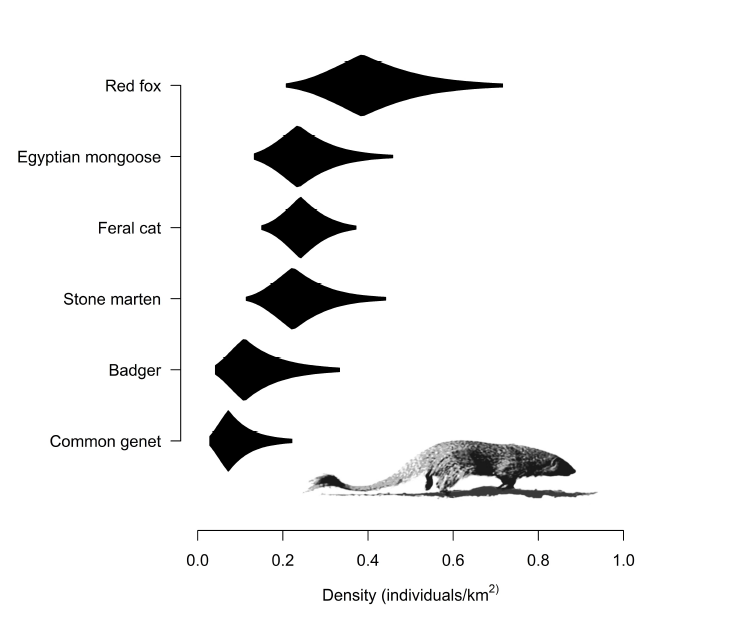 Red fox
Egyptian mongoose
Feral cat
Stone marten
Badger
Common genet
0.0 0.2 0.4 0.6 0.8 1.0
Density (individuals/km²⁾